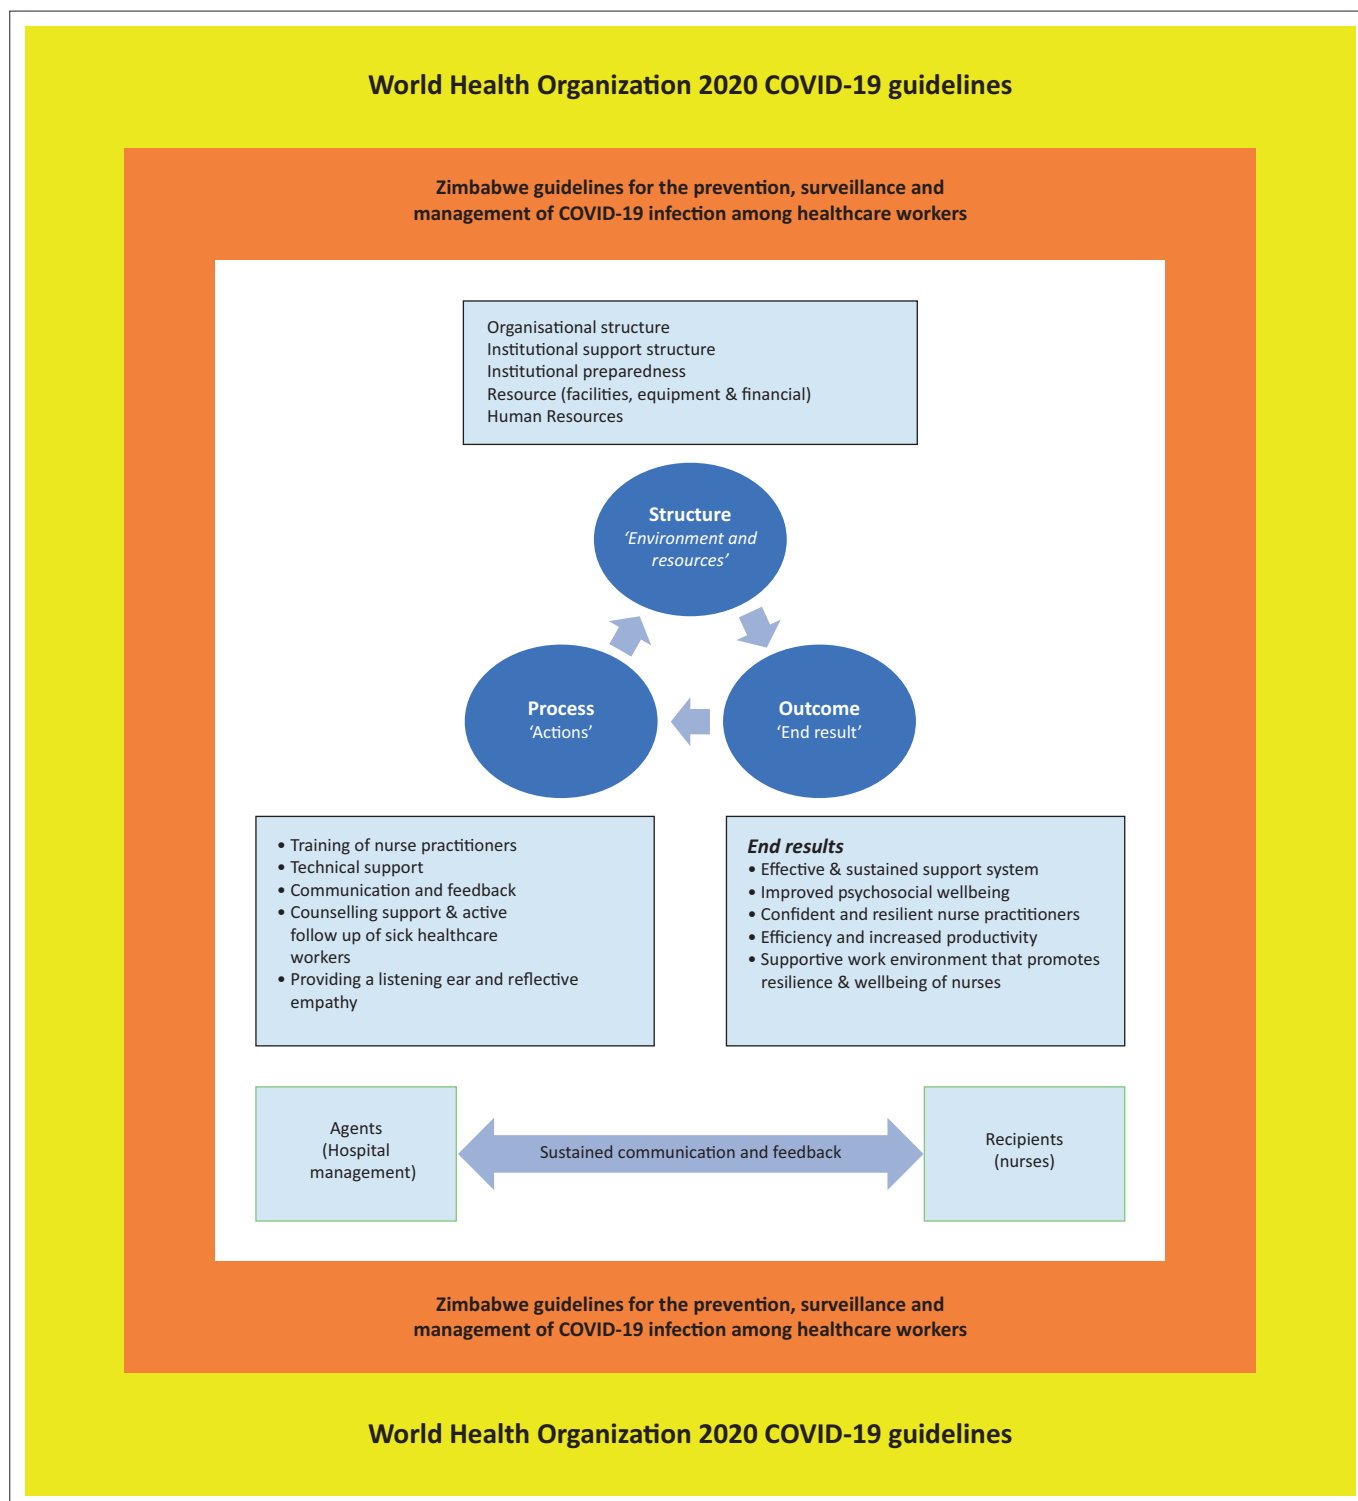 World Health Organization 2020 COVID-19 guidelines
Zimbabwe guidelines for the prevention, surveillance and
management of COVID-19 infection among healthcare workers
Organisational structure
Institutional support structure
Institutional preparedness
Resource (facilities, equipment & financial)
Human Resources
Structure
‘Environment and
resources’
Process
‘Actions’
Outcome
‘End result’
• Training of nurse practitioners
• Technical support
• Communication and feedback
• Counselling support & active
follow up of sick healthcare
workers
• Providing a listening ear and reflective
empathy
End results
• Effective & sustained support system
• Improved psychosocial wellbeing
• Confident and resilient nurse practitioners
• Efficiency and increased productivity
• Supportive work environment that promotes
resilience & wellbeing of nurses
Agents
(Hospital
management)
Sustained communication and feedback
Recipients
(nurses)
Zimbabwe guidelines for the prevention, surveillance and
management of COVID-19 infection among healthcare workers
World Health Organization 2020 COVID-19 guidelines